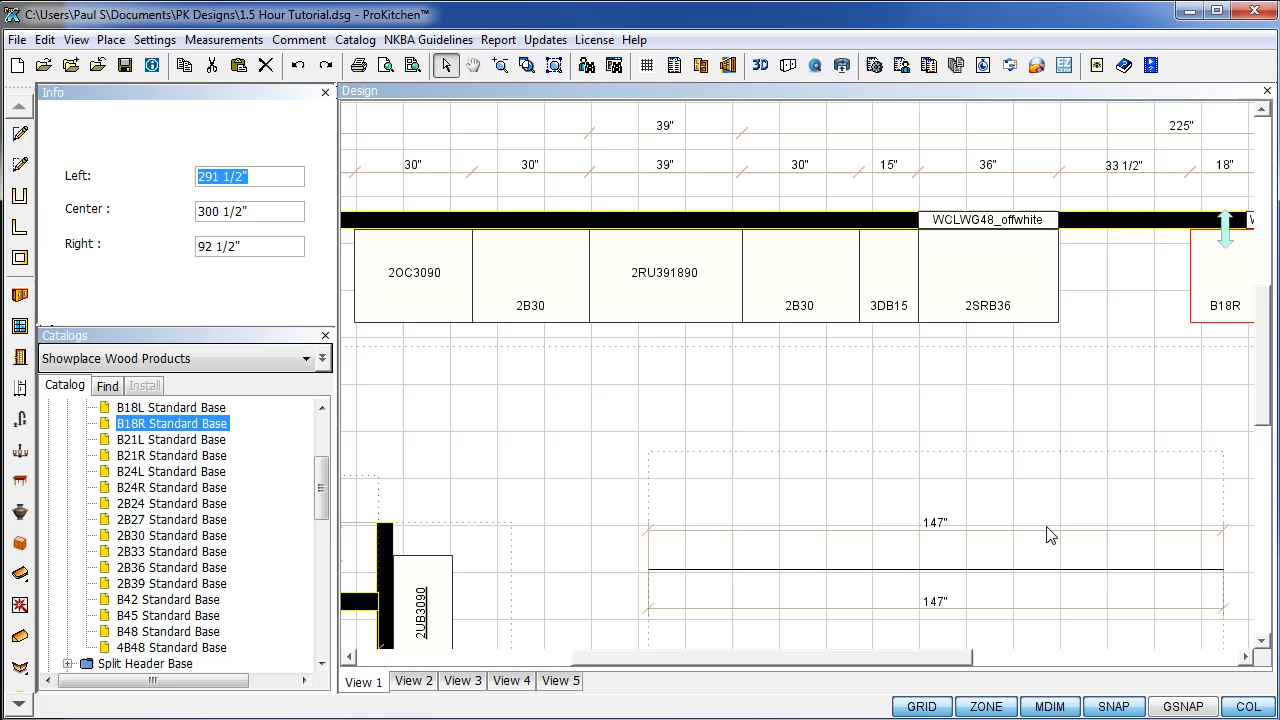 C:\Users\Paul S\Documents\PK Designs\1.5 Hour Tutorial.dsg - ProKitchen™
File Edit View Place Settings Measurements Comment Catalog NKBA Guidelines Report Updates License Help
3D EZ
Info
Left: 291 1/2"
Center : 300 1/2"
Right : 92 1/2"
Catalogs
Showplace Wood Products
Catalog Find Install
B18L Standard Base
B18R Standard Base
B21L Standard Base
B21R Standard Base
B24L Standard Base
B24R Standard Base
2B24 Standard Base
2B27 Standard Base
2B30 Standard Base
2B33 Standard Base
2B36 Standard Base
2B39 Standard Base
B42 Standard Base
B45 Standard Base
B48 Standard Base
4B48 Standard Base
Split Header Base
Design
39" 225"
30" 30" 39" 30" 15" 36" 33 1/2" 18"
WCLWG48_offwhite
2OC3090 2RU391890
2B30 2B30 3DB15 2SRB36 B18R
147"
147"
2UB3090
View 1 View 2 View 3 View 4 View 5
GRID ZONE MDIM SNAP GSNAP COL